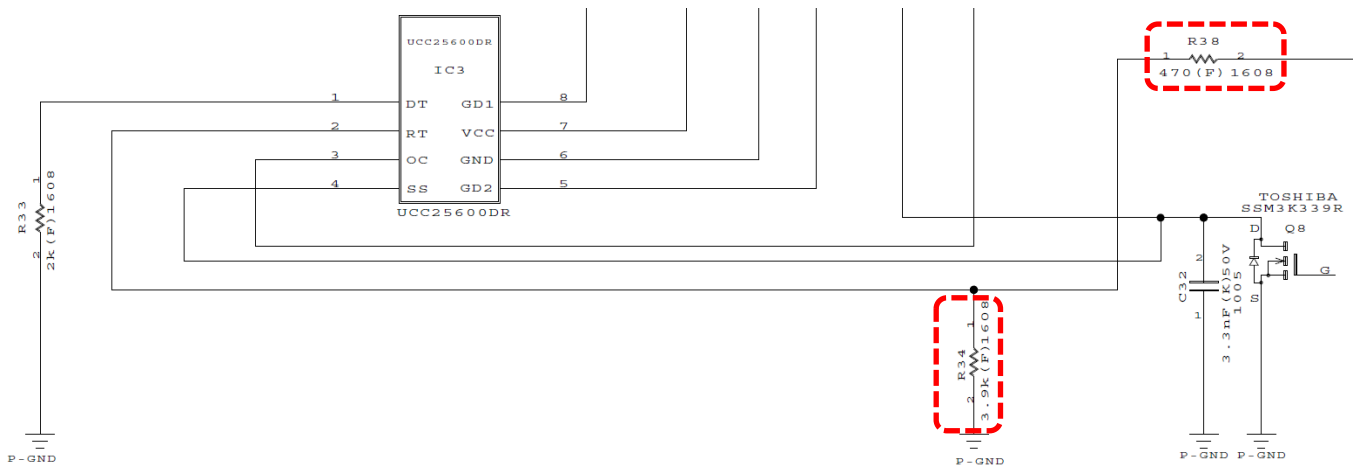 UCC25600DR
IC3
1 DT GD1 8
2 RT VCC 7
3 OC GND 6
4 SS GD2 5
UCC25600DR
R38
1 2
470(F)1608
1
R33
2k(F)1608
2
P-GND
1
R34
3.9k(F)1608
2
P-GND
TOSHIBA
SSM3K339R
D Q8
G
S
2
C32
3.3nF(K)50V
1005
1
P-GND P-GND